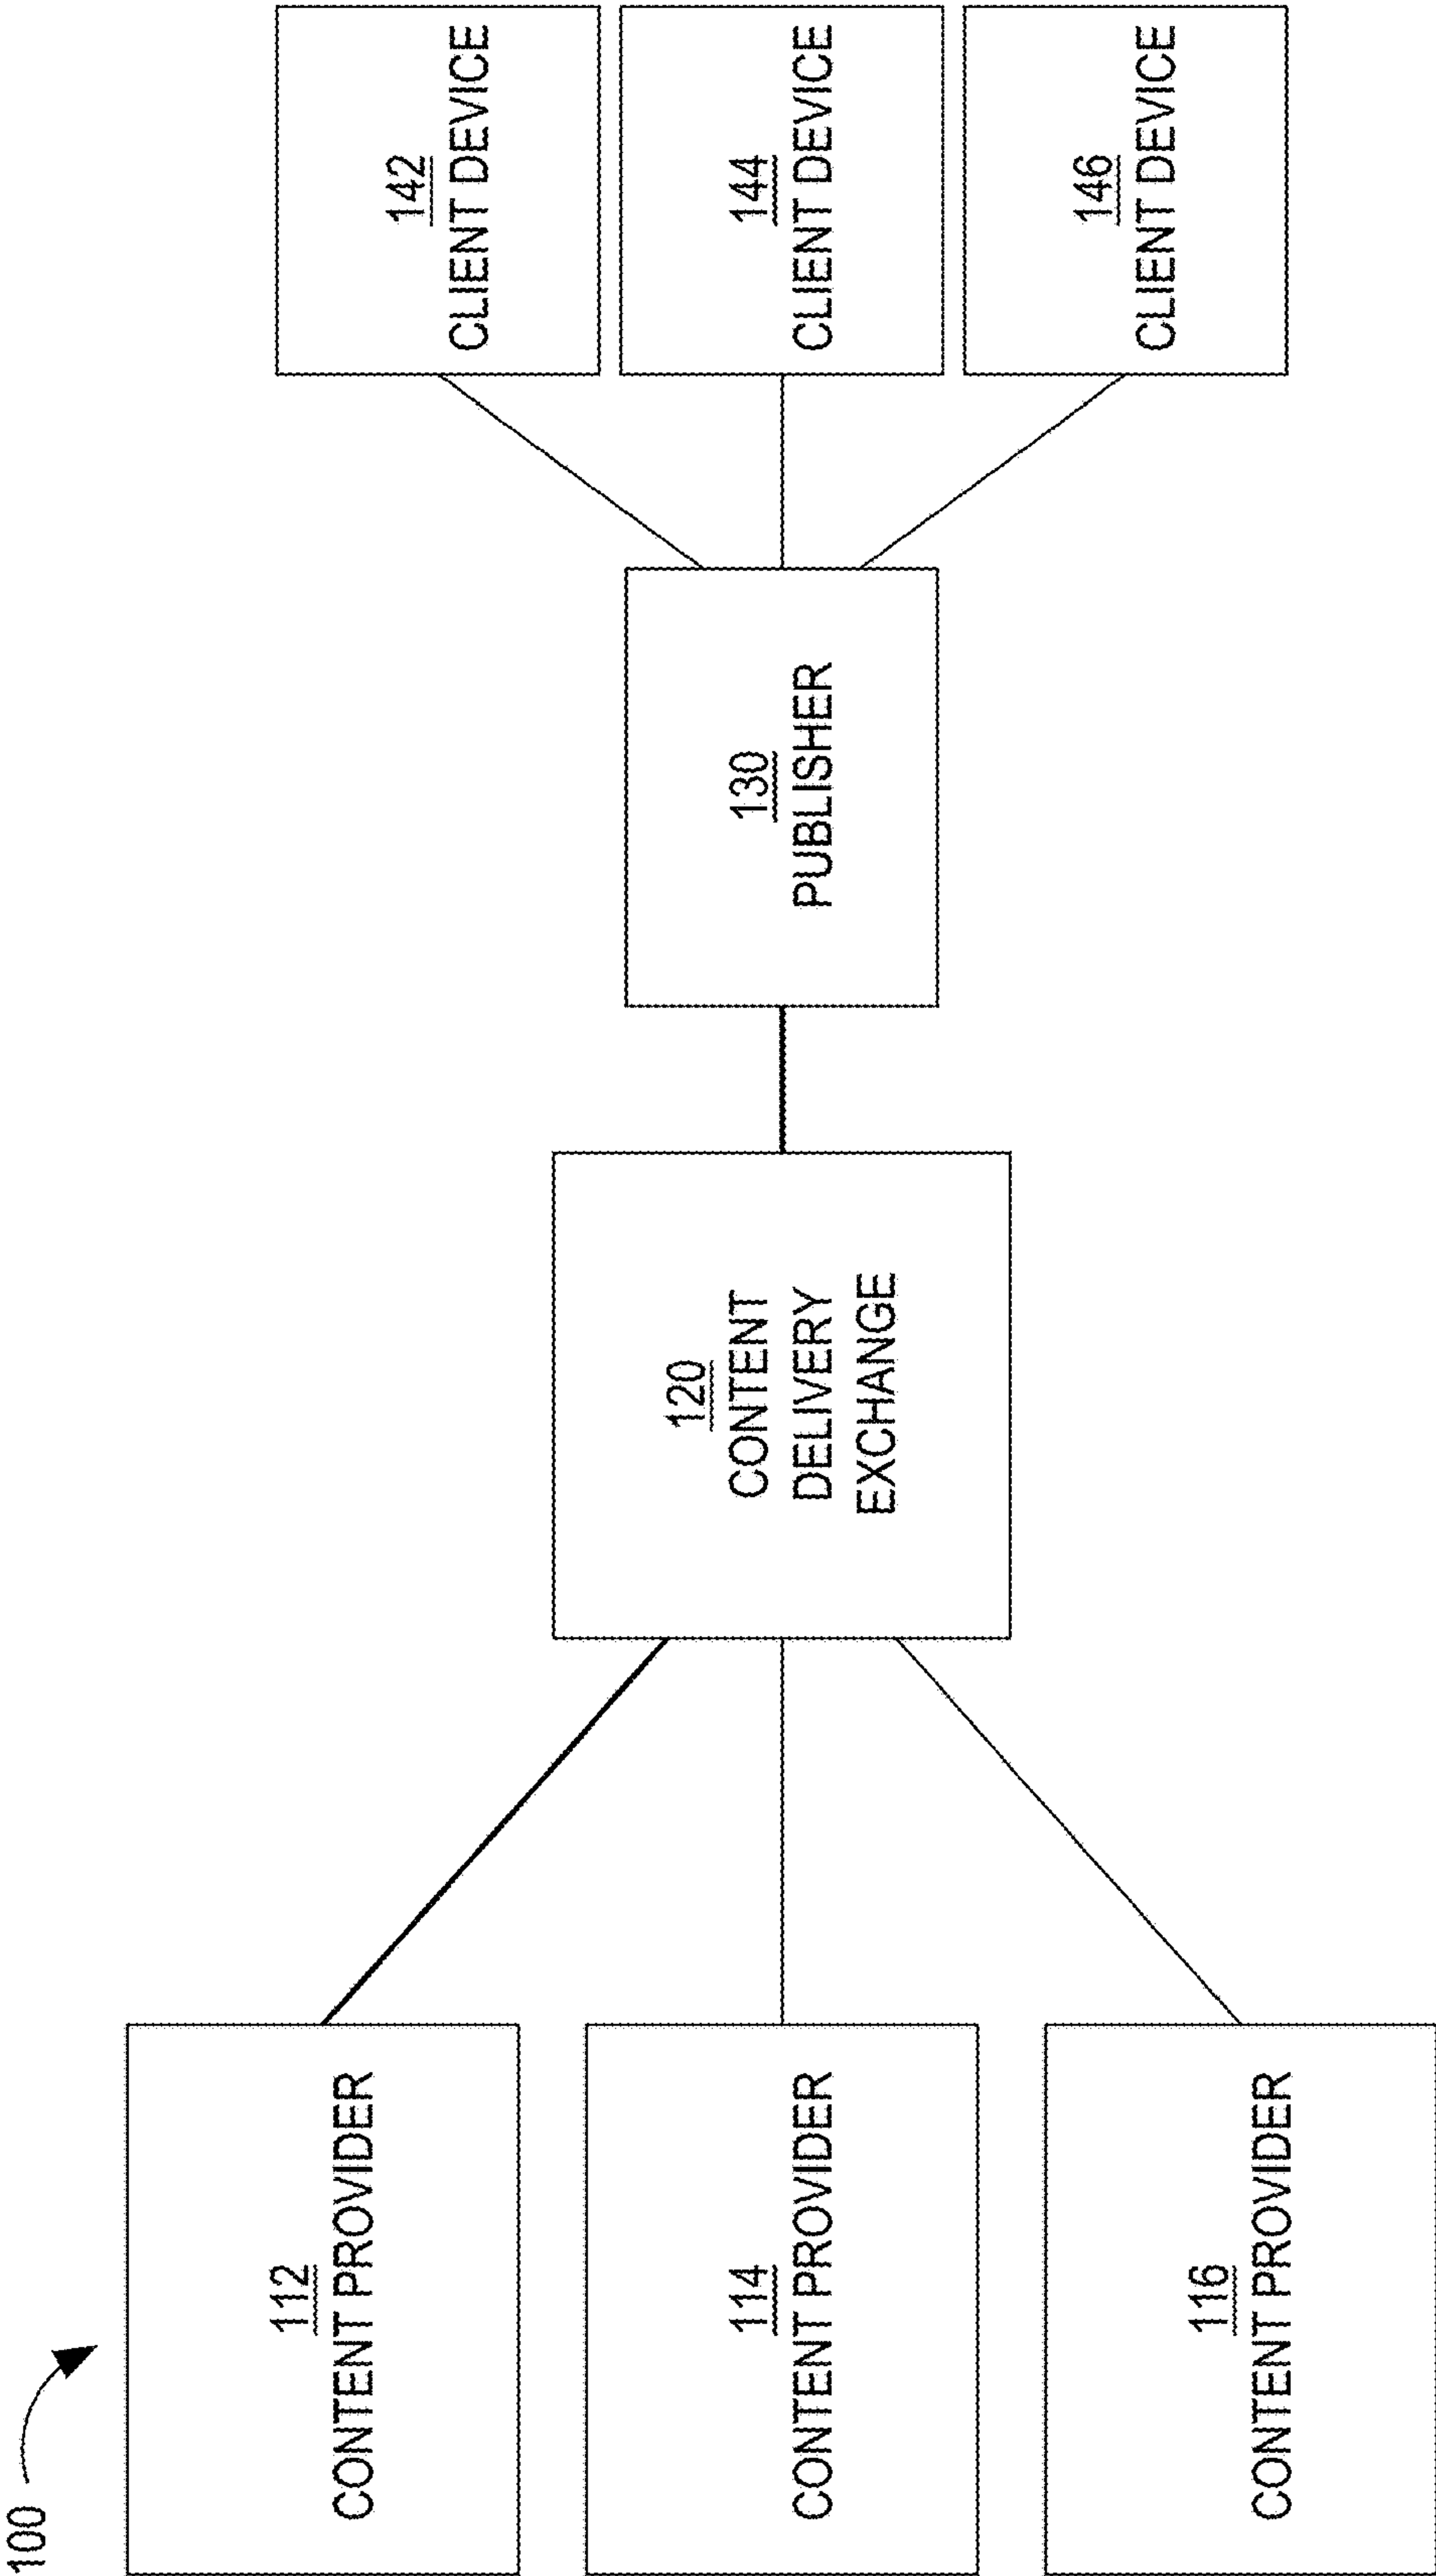 100
112
CONTENT PROVIDER
114
CONTENT PROVIDER
116
CONTENT PROVIDER
120
CONTENT
DELIVERY
EXCHANGE
130
PUBLISHER
142
CLIENT DEVICE
144
CLIENT DEVICE
146
CLIENT DEVICE